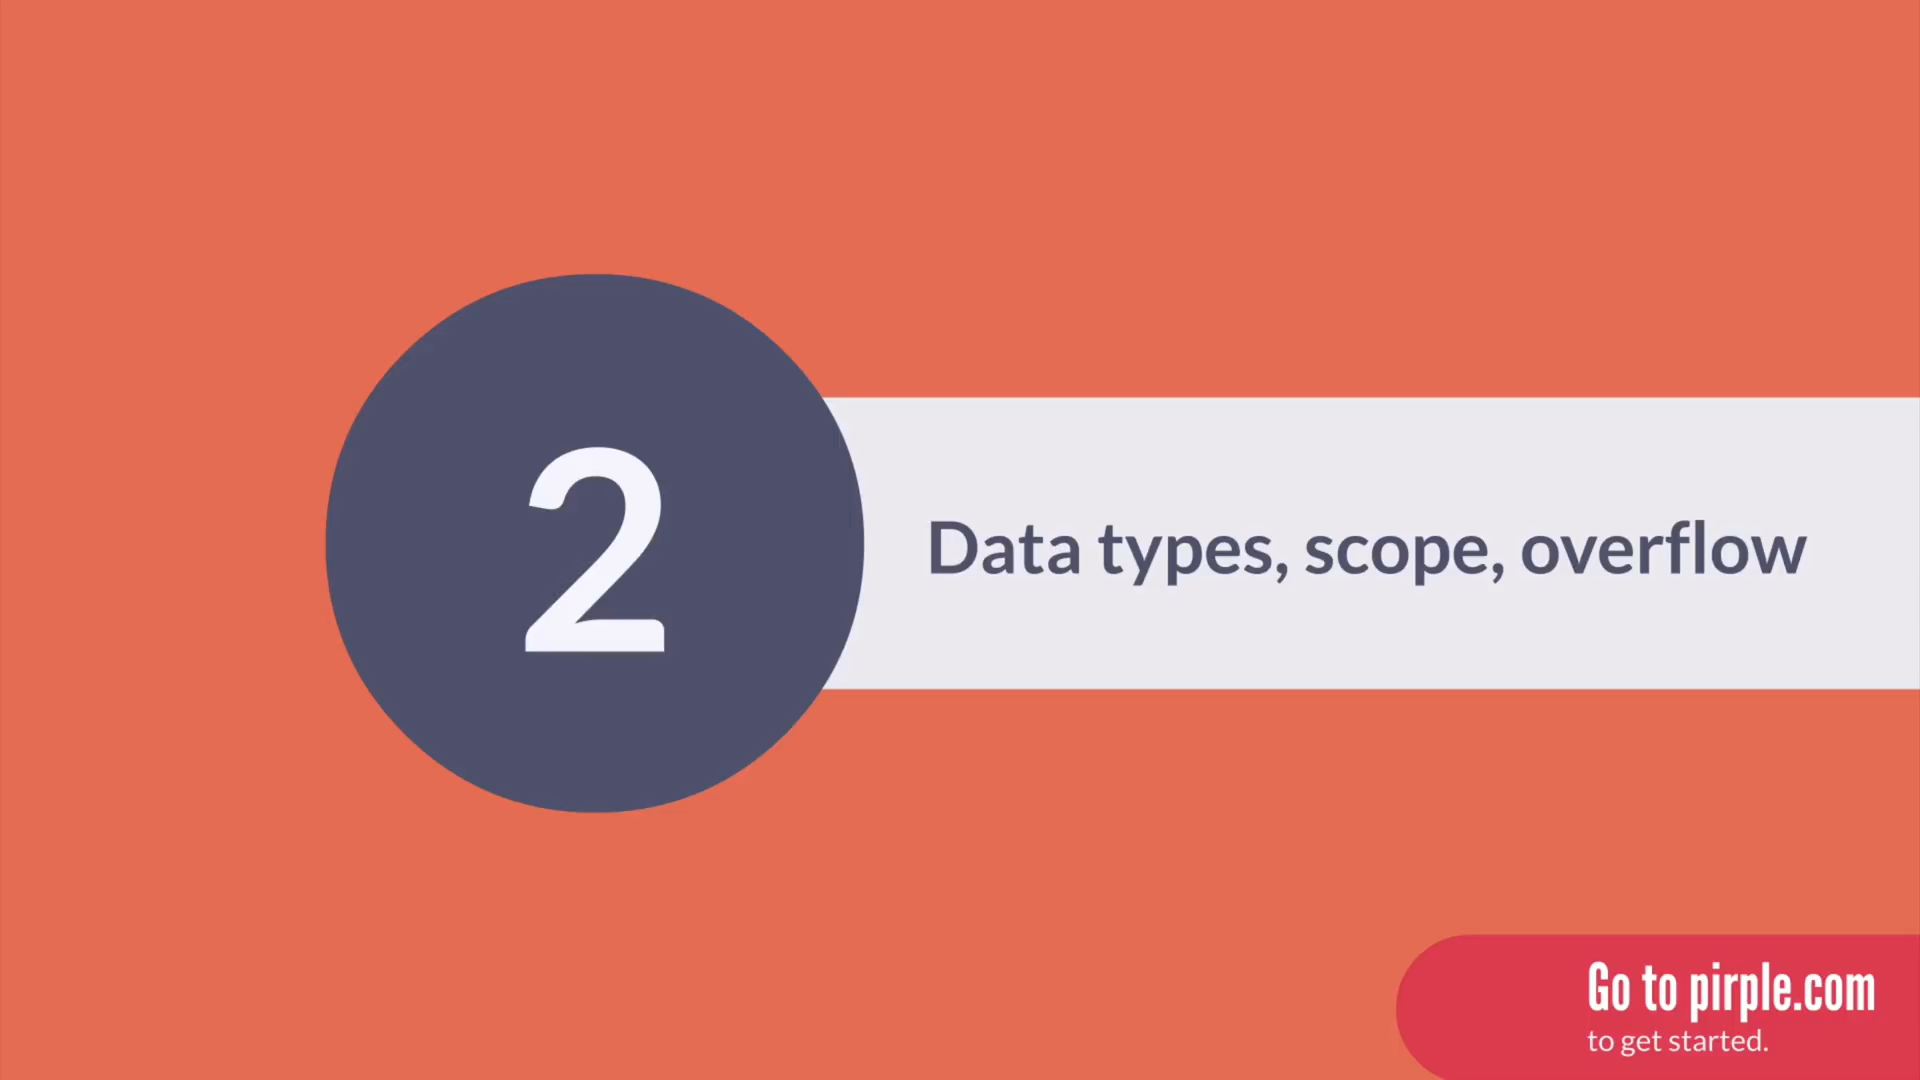 2
Data types, scope, overflow
Go to pirple.com
to get started.